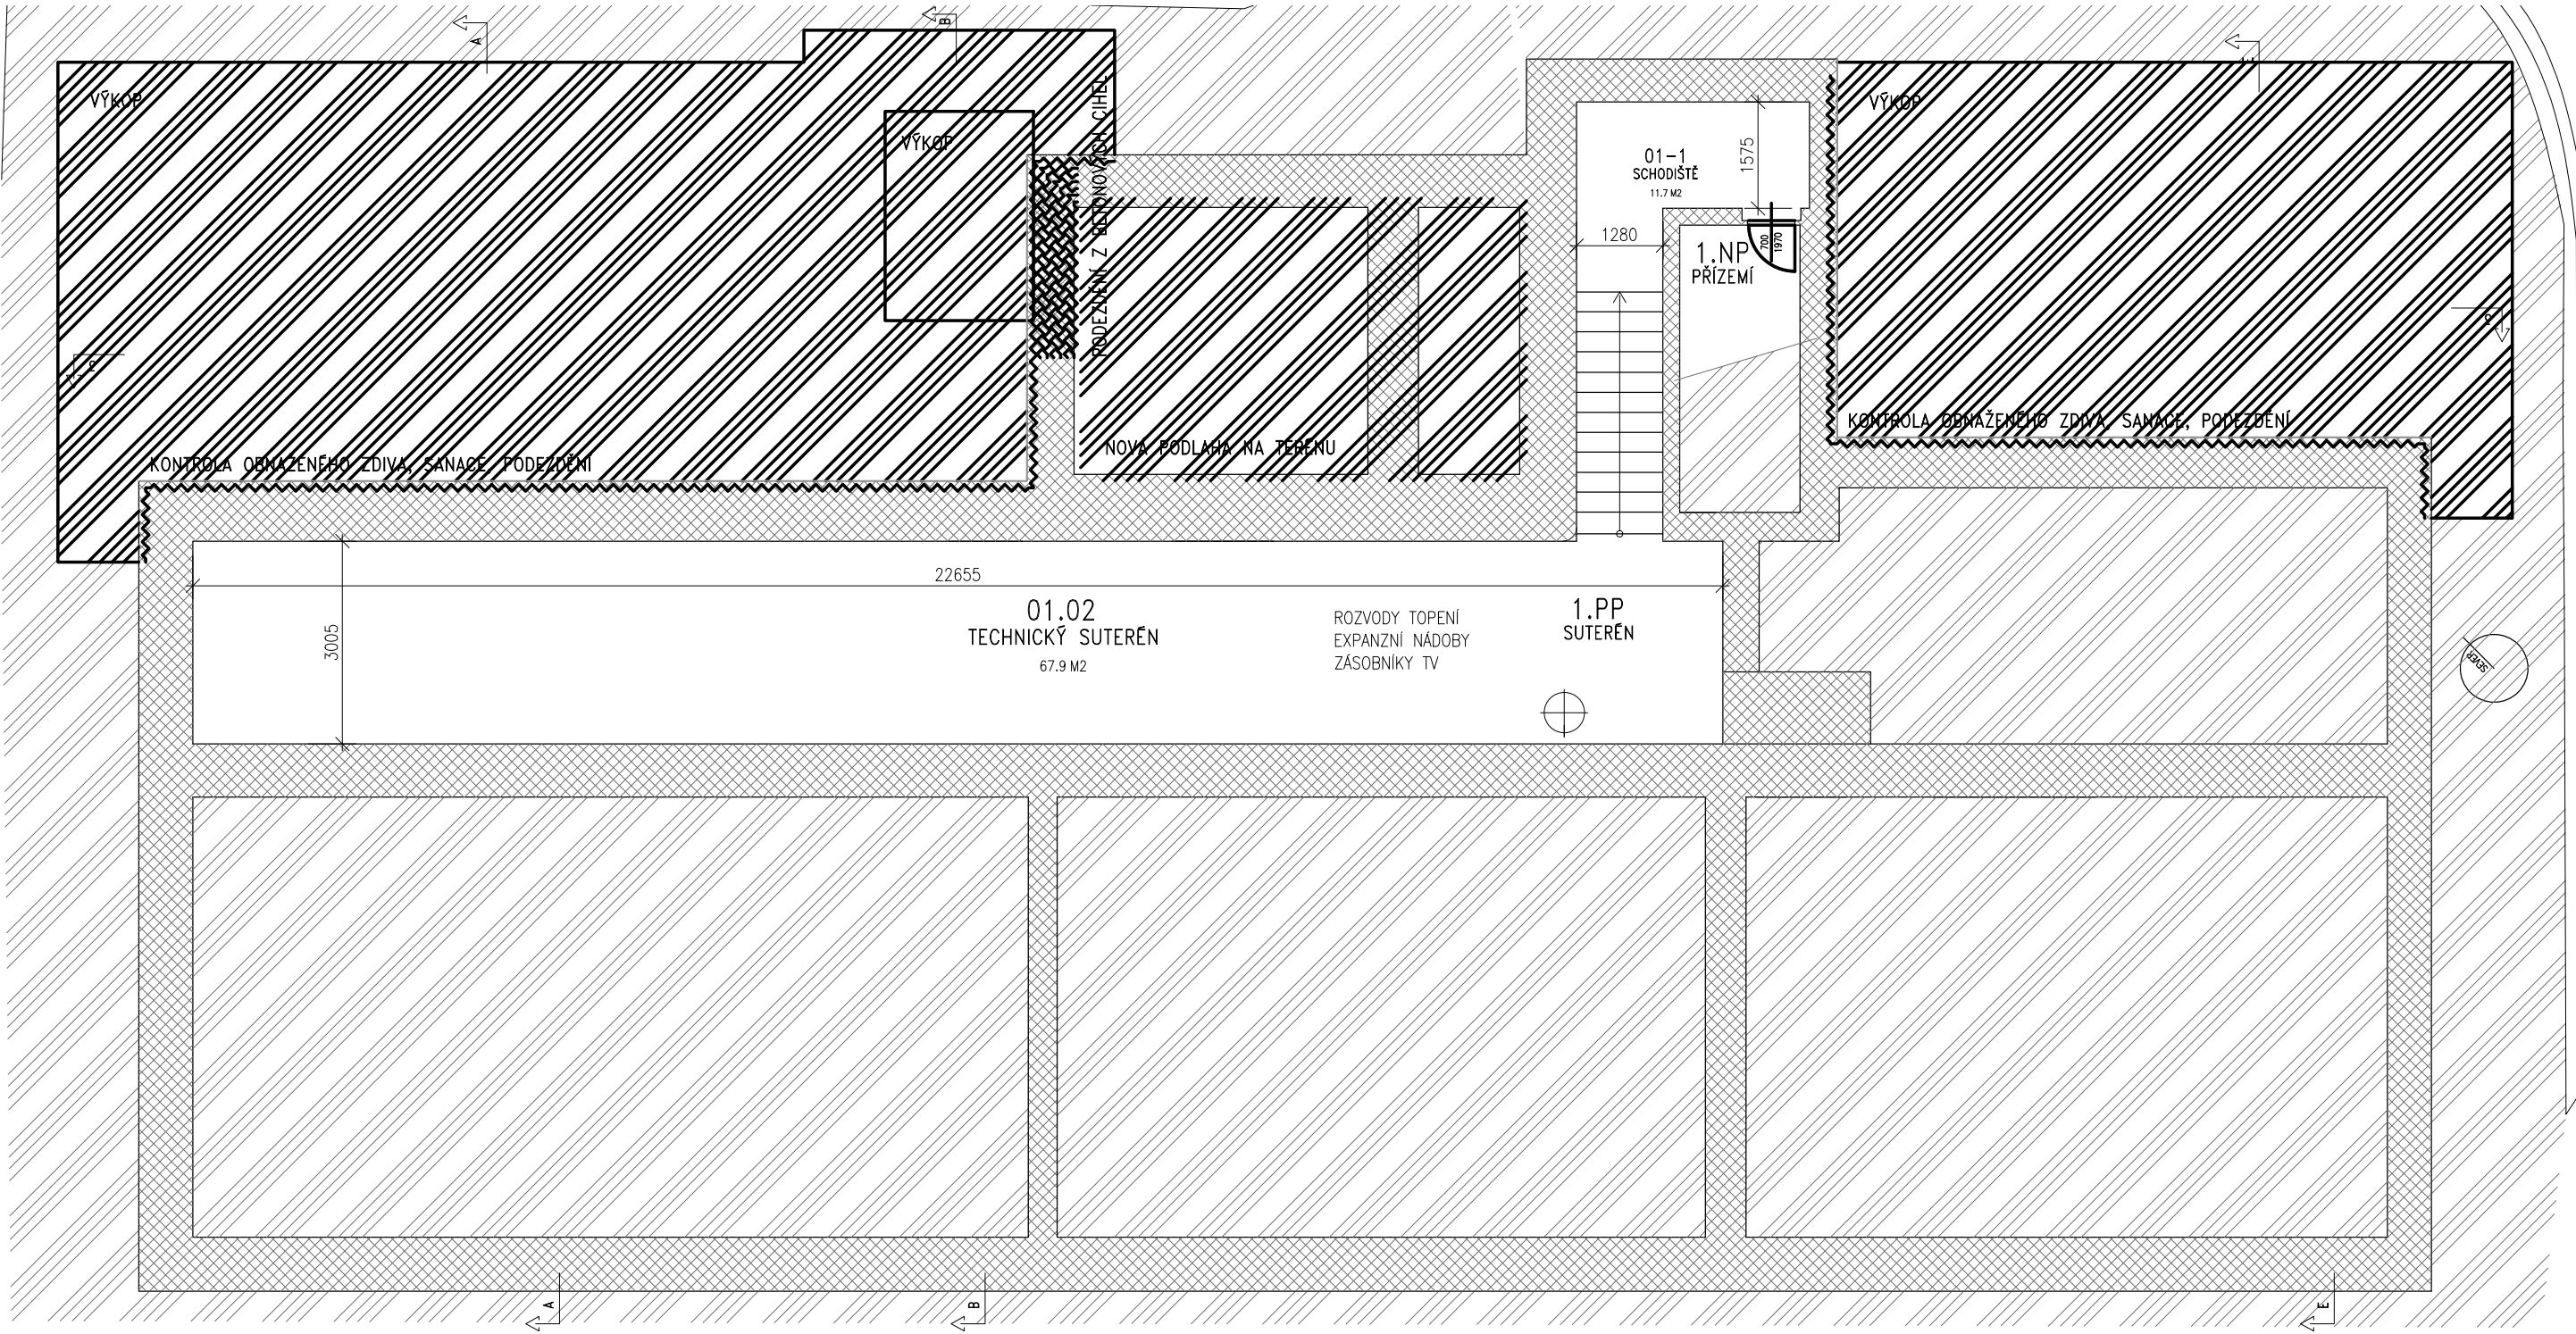 A
B
E
VÝKOP
VÝKOP
VÝKOP
PODEZDĚNÍ Z BETONOVÝCH CIHEL
01-1
SCHODIŠTĚ
11.7 M2
1575
1280
1.NP
PŘÍZEMÍ
700
1970
KONTROLA OBNAŽENÉHO ZDIVA, SANACE, PODEZDĚNÍ
NOVÁ PODLAHA NA TERÉNU
KONTROLA OBNAŽENÉHO ZDIVA, SANACE, PODEZDĚNÍ
22655
3005
01.02
TECHNICKÝ SUTERÉN
67.9 M2
ROZVODY TOPENÍ
EXPANZNÍ NÁDOBY
ZÁSOBNÍKY TV
1.PP
SUTERÉN
SEVER
A
B
E